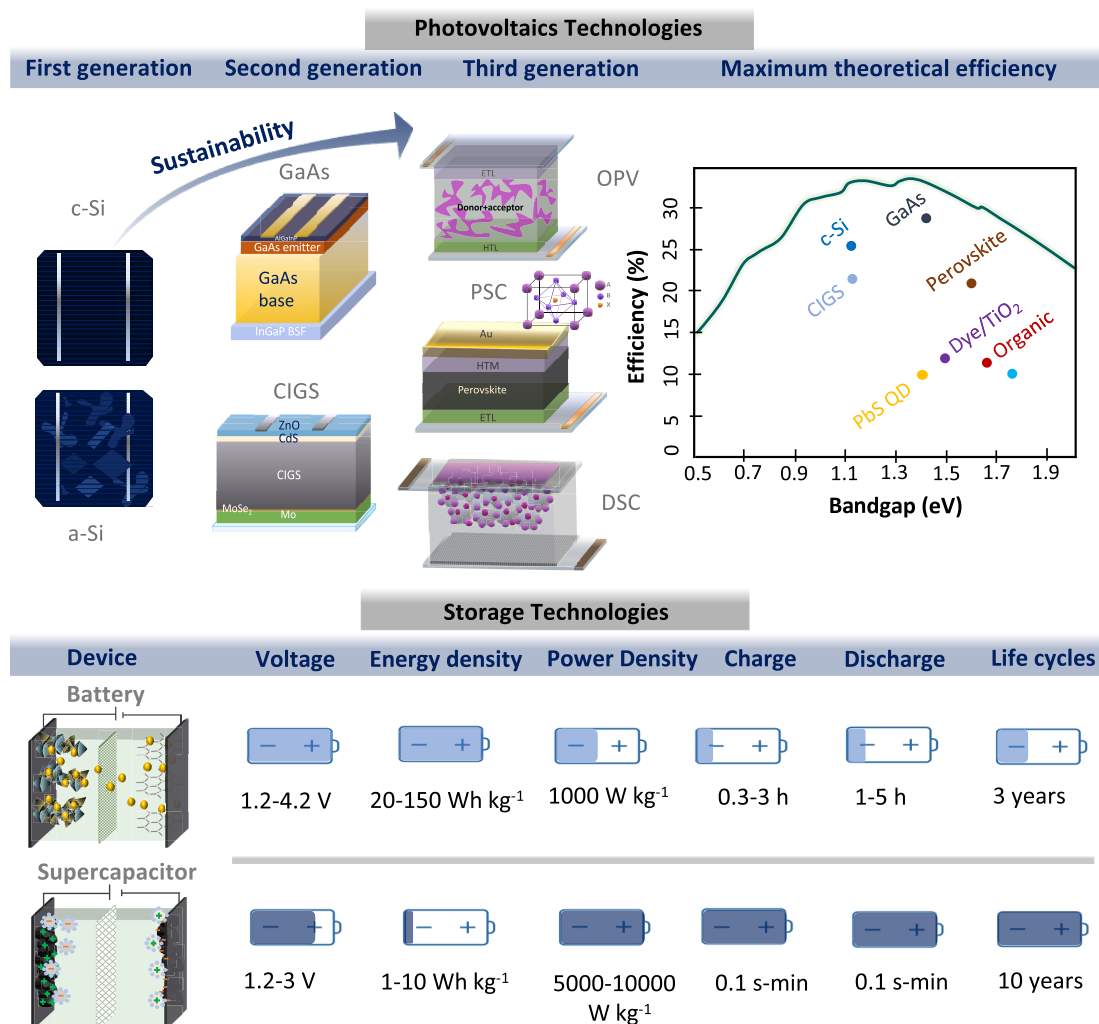 Photovoltaics Technologies
First generation
Second generation
Third generation
Maximum theoretical efficiency
Sustainability
c-Si
a-Si
GaAs
AlGaInP
GaAs emitter
GaAs
base
InGaP BSF
CIGS
ZnO
CdS
CIGS
MoSe₂
Mo
OPV
ETL
Donor+acceptor
HTL
PSC
A
B
X
Au
HTM
Perovskite
ETL
DSC
Efficiency (%)
30
25
20
15
10
5
0
c-Si
GaAs
CIGS
Perovskite
Dye/TiO₂
Organic
PbS QD
0.5 0.7 0.9 1.1 1.3 1.5 1.7 1.9
Bandgap (eV)
Storage Technologies
Device Voltage Energy density Power Density Charge Discharge Life cycles
Battery
− + − + − + − + − + − +
1.2-4.2 V 20-150 Wh kg⁻¹ 1000 W kg⁻¹ 0.3-3 h 1-5 h 3 years
Supercapacitor
− + − + − + − + − + − +
1.2-3 V 1-10 Wh kg⁻¹ 5000-10000 0.1 s-min 0.1 s-min 10 years
W kg⁻¹